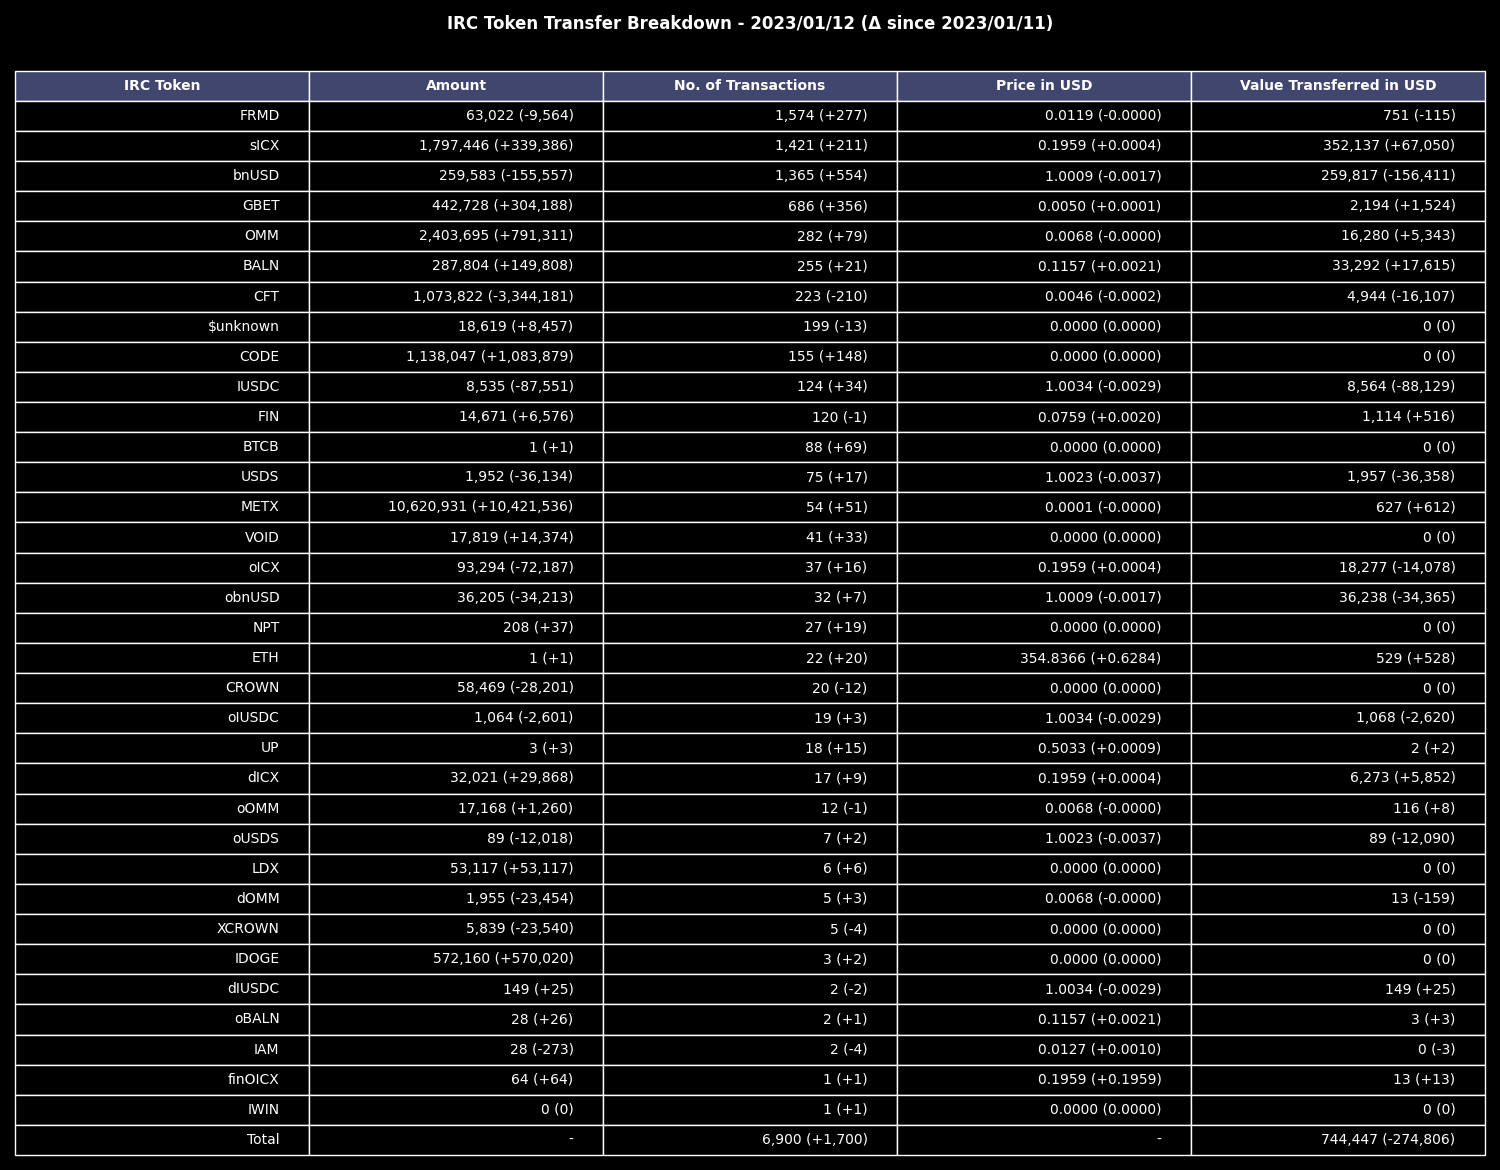 IRC Token Transfer Breakdown - 2023/01/12 (Δ since 2023/01/11)
IRC Token Amount No. of Transactions Price in USD Value Transferred in USD
FRMD 63,022 (-9,564) 1,574 (+277) 0.0119 (-0.0000) 751 (-115)
sICX 1,797,446 (+339,386) 1,421 (+211) 0.1959 (+0.0004) 352,137 (+67,050)
bnUSD 259,583 (-155,557) 1,365 (+554) 1.0009 (-0.0017) 259,817 (-156,411)
GBET 442,728 (+304,188) 686 (+356) 0.0050 (+0.0001) 2,194 (+1,524)
OMM 2,403,695 (+791,311) 282 (+79) 0.0068 (-0.0000) 16,280 (+5,343)
BALN 287,804 (+149,808) 255 (+21) 0.1157 (+0.0021) 33,292 (+17,615)
CFT 1,073,822 (-3,344,181) 223 (-210) 0.0046 (-0.0002) 4,944 (-16,107)
$unknown 18,619 (+8,457) 199 (-13) 0.0000 (0.0000) 0 (0)
CODE 1,138,047 (+1,083,879) 155 (+148) 0.0000 (0.0000) 0 (0)
IUSDC 8,535 (-87,551) 124 (+34) 1.0034 (-0.0029) 8,564 (-88,129)
FIN 14,671 (+6,576) 120 (-1) 0.0759 (+0.0020) 1,114 (+516)
BTCB 1 (+1) 88 (+69) 0.0000 (0.0000) 0 (0)
USDS 1,952 (-36,134) 75 (+17) 1.0023 (-0.0037) 1,957 (-36,358)
METX 10,620,931 (+10,421,536) 54 (+51) 0.0001 (-0.0000) 627 (+612)
VOID 17,819 (+14,374) 41 (+33) 0.0000 (0.0000) 0 (0)
oICX 93,294 (-72,187) 37 (+16) 0.1959 (+0.0004) 18,277 (-14,078)
obnUSD 36,205 (-34,213) 32 (+7) 1.0009 (-0.0017) 36,238 (-34,365)
NPT 208 (+37) 27 (+19) 0.0000 (0.0000) 0 (0)
ETH 1 (+1) 22 (+20) 354.8366 (+0.6284) 529 (+528)
CROWN 58,469 (-28,201) 20 (-12) 0.0000 (0.0000) 0 (0)
oIUSDC 1,064 (-2,601) 19 (+3) 1.0034 (-0.0029) 1,068 (-2,620)
UP 3 (+3) 18 (+15) 0.5033 (+0.0009) 2 (+2)
dICX 32,021 (+29,868) 17 (+9) 0.1959 (+0.0004) 6,273 (+5,852)
oOMM 17,168 (+1,260) 12 (-1) 0.0068 (-0.0000) 116 (+8)
oUSDS 89 (-12,018) 7 (+2) 1.0023 (-0.0037) 89 (-12,090)
LDX 53,117 (+53,117) 6 (+6) 0.0000 (0.0000) 0 (0)
dOMM 1,955 (-23,454) 5 (+3) 0.0068 (-0.0000) 13 (-159)
XCROWN 5,839 (-23,540) 5 (-4) 0.0000 (0.0000) 0 (0)
IDOGE 572,160 (+570,020) 3 (+2) 0.0000 (0.0000) 0 (0)
dIUSDC 149 (+25) 2 (-2) 1.0034 (-0.0029) 149 (+25)
oBALN 28 (+26) 2 (+1) 0.1157 (+0.0021) 3 (+3)
IAM 28 (-273) 2 (-4) 0.0127 (+0.0010) 0 (-3)
finOICX 64 (+64) 1 (+1) 0.1959 (+0.1959) 13 (+13)
IWIN 0 (0) 1 (+1) 0.0000 (0.0000) 0 (0)
Total - 6,900 (+1,700) - 744,447 (-274,806)